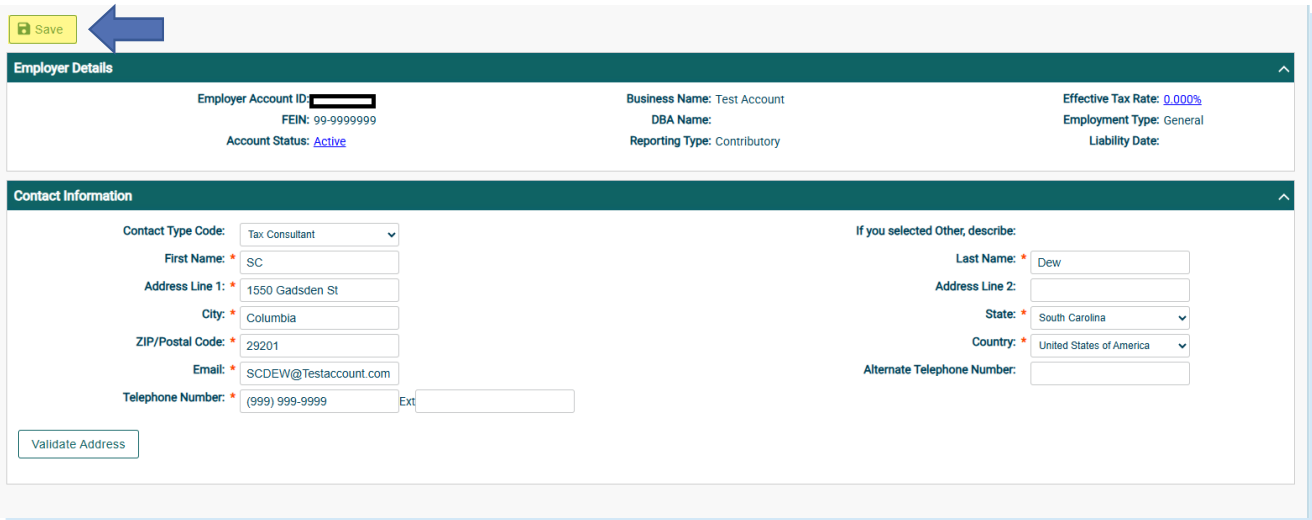 Save
Employer Details
Employer Account ID:
Business Name: Test Account
Effective Tax Rate: 0.000%
FEIN: 99-9999999
DBA Name:
Employment Type: General
Account Status: Active
Reporting Type: Contributory
Liability Date:
Contact Information
Contact Type Code: Tax Consultant
If you selected Other, describe:
First Name: * SC
Last Name: * Dew
Address Line 1: * 1550 Gadsden St
Address Line 2:
City: * Columbia
State: * South Carolina
ZIP/Postal Code: * 29201
Country: * United States of America
Email: * SCDEW@Testaccount.com
Alternate Telephone Number:
Telephone Number: * (999) 999-9999 Ext
Validate Address